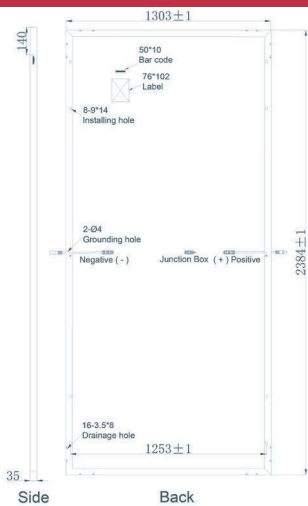 1303±1
140
50*10
Bar code
76*102
Label
8-9*14
Installing hole
2-Ø4
Grounding hole
Negative ( - )
Junction Box
( + ) Positive
2384±1
16-3.5*8
Drainage hole
1253±1
35
Side
Back